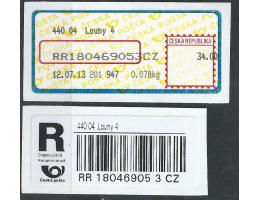 440 04 Louny 4
ČESKÁ REPUBLIKA
RR180469053CZ
34.00
12.07.13 201 947 0.078kg
R
440 04 Louny 4
Doporučeně
Recommandé
Česká pošta
RR 18046905 3 CZ